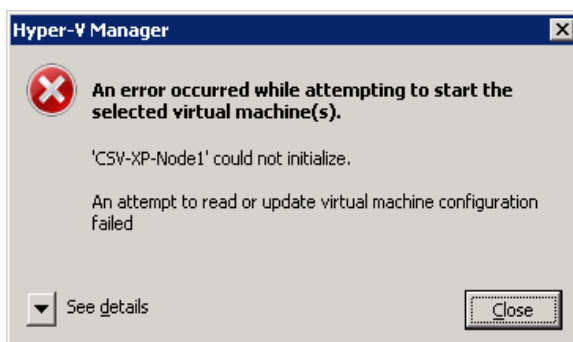 Hyper-V Manager
An error occurred while attempting to start the
selected virtual machine(s).
'CSV-XP-Node1' could not initialize.
An attempt to read or update virtual machine configuration
failed
See details
Close